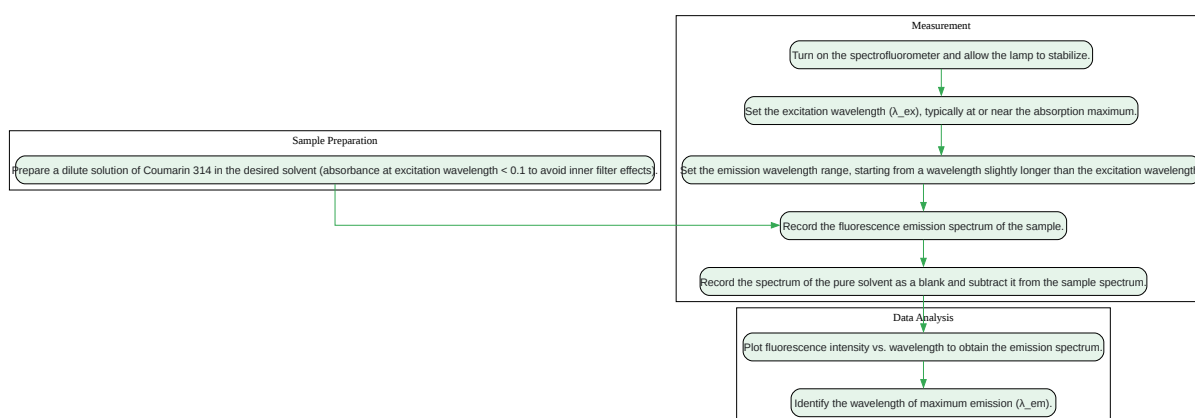 Measurement
Turn on the spectrofluorometer and allow the lamp to stabilize.
Set the excitation wavelength (λ_ex), typically at or near the absorption maximum.
Sample Preparation
Prepare a dilute solution of Coumarin 314 in the desired solvent (absorbance at excitation wavelength < 0.1 to avoid inner filter effects).
Set the emission wavelength range, starting from a wavelength slightly longer than the excitation wavelength
Record the fluorescence emission spectrum of the sample.
Record the spectrum of the pure solvent as a blank and subtract it from the sample spectrum.
Data Analysis
Plot fluorescence intensity vs. wavelength to obtain the emission spectrum.
Identify the wavelength of maximum emission (λ_em).